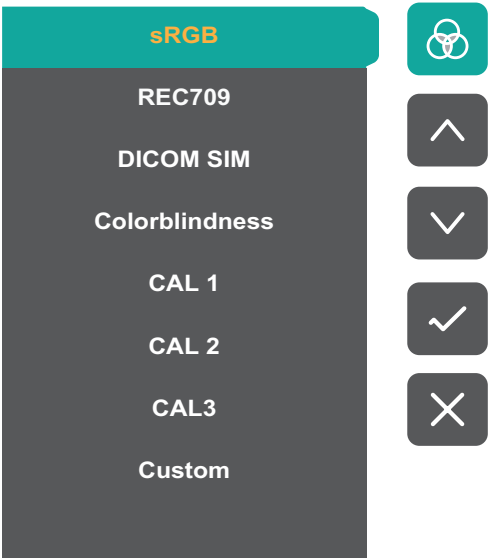 sRGB
REC709
DICOM SIM
Colorblindness
CAL 1
CAL 2
CAL3
Custom